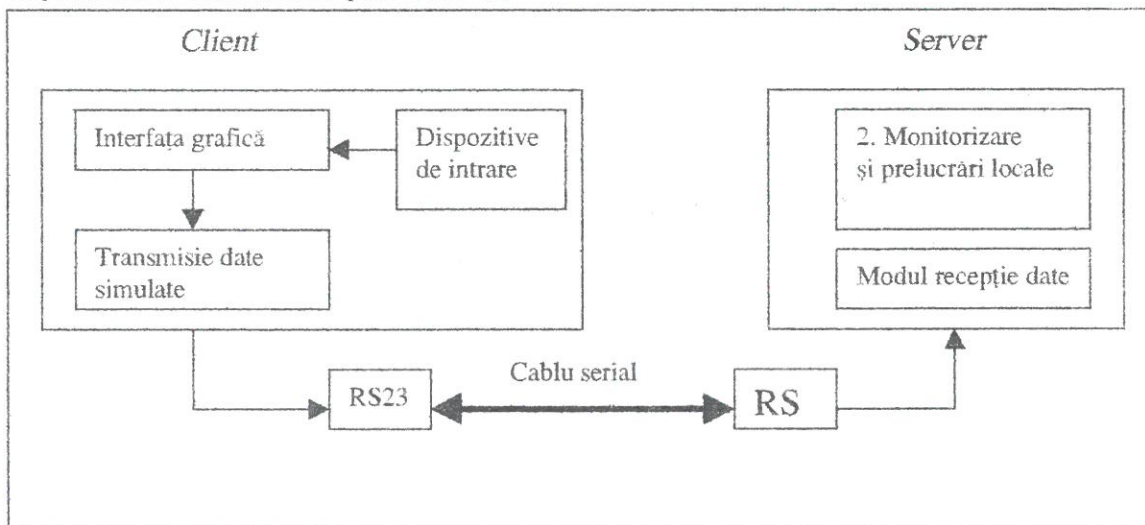 Client
Server
Interfața grafică
Dispozitive
de intrare
2. Monitorizare
și prelucrări locale
Transmisie date
simulate
Modul recepție date
Cablu serial
RS23
RS